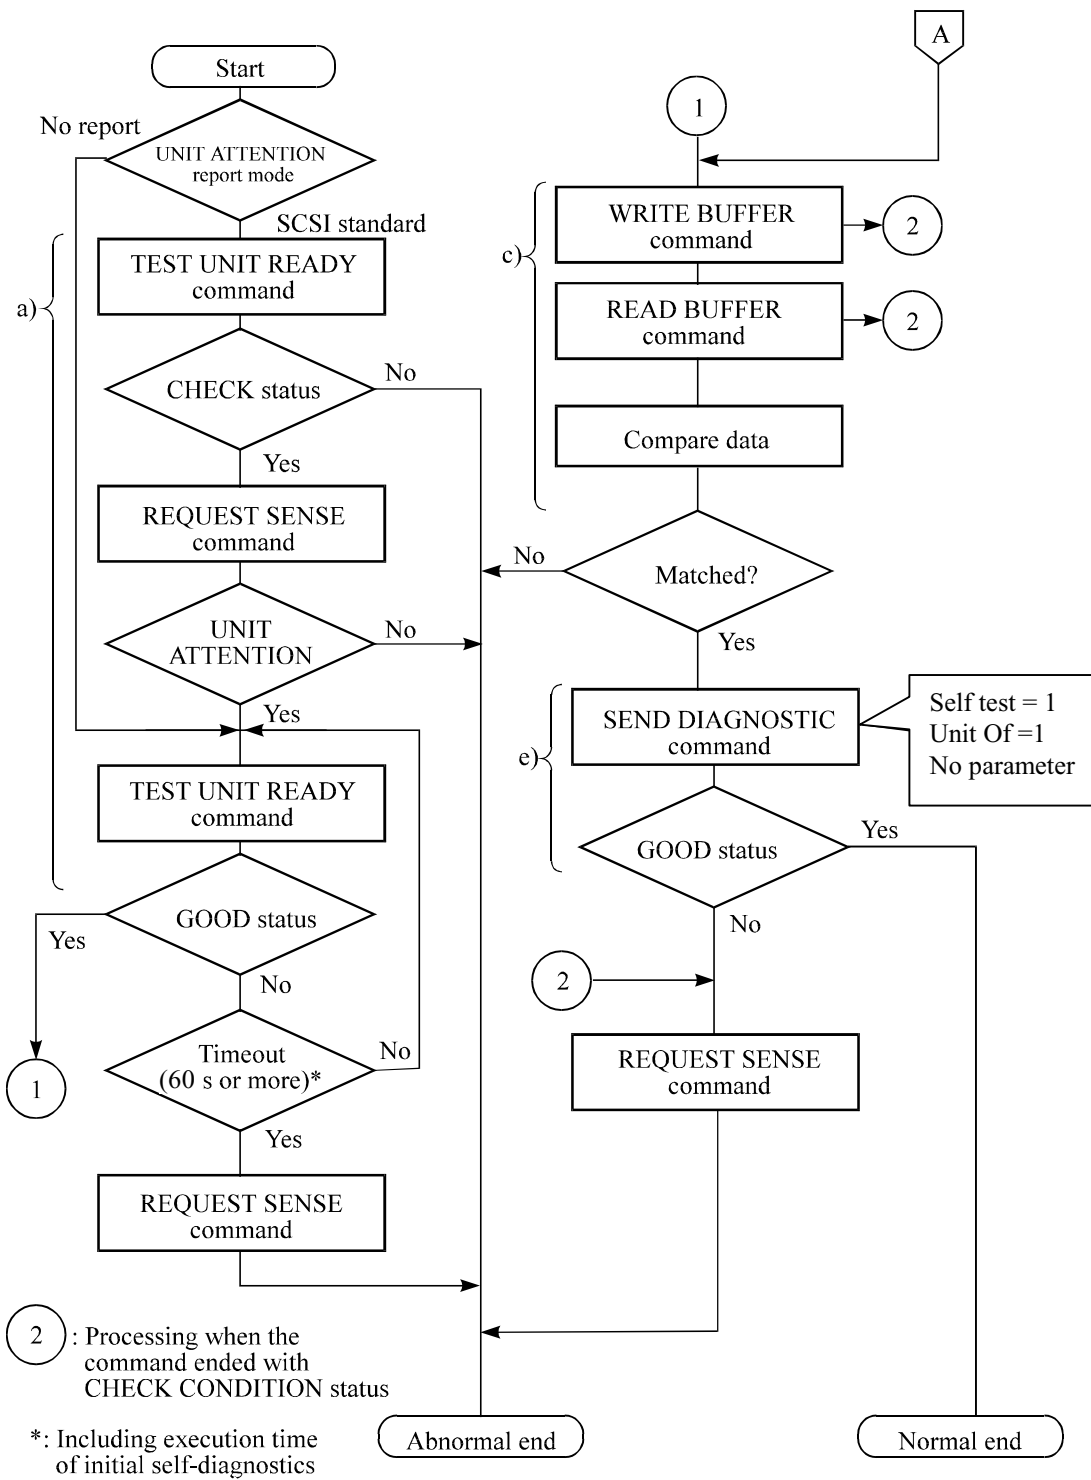 Start
No report
UNIT ATTENTION
report mode
SCSI standard
a)
TEST UNIT READY
command
CHECK status
No
Yes
REQUEST SENSE
command
UNIT
ATTENTION
No
Yes
TEST UNIT READY
command
GOOD status
Yes
No
1
Timeout
(60 s or more)*
No
Yes
REQUEST SENSE
command
2 : Processing when the
command ended with
CHECK CONDITION status
*: Including execution time
of initial self-diagnostics
A
1
c)
WRITE BUFFER
command
2
READ BUFFER
command
2
Compare data
No
Matched?
Yes
e)
SEND DIAGNOSTIC
command
Self test = 1
Unit Of =1
No parameter
GOOD status
Yes
No
2
REQUEST SENSE
command
Abnormal end
Normal end